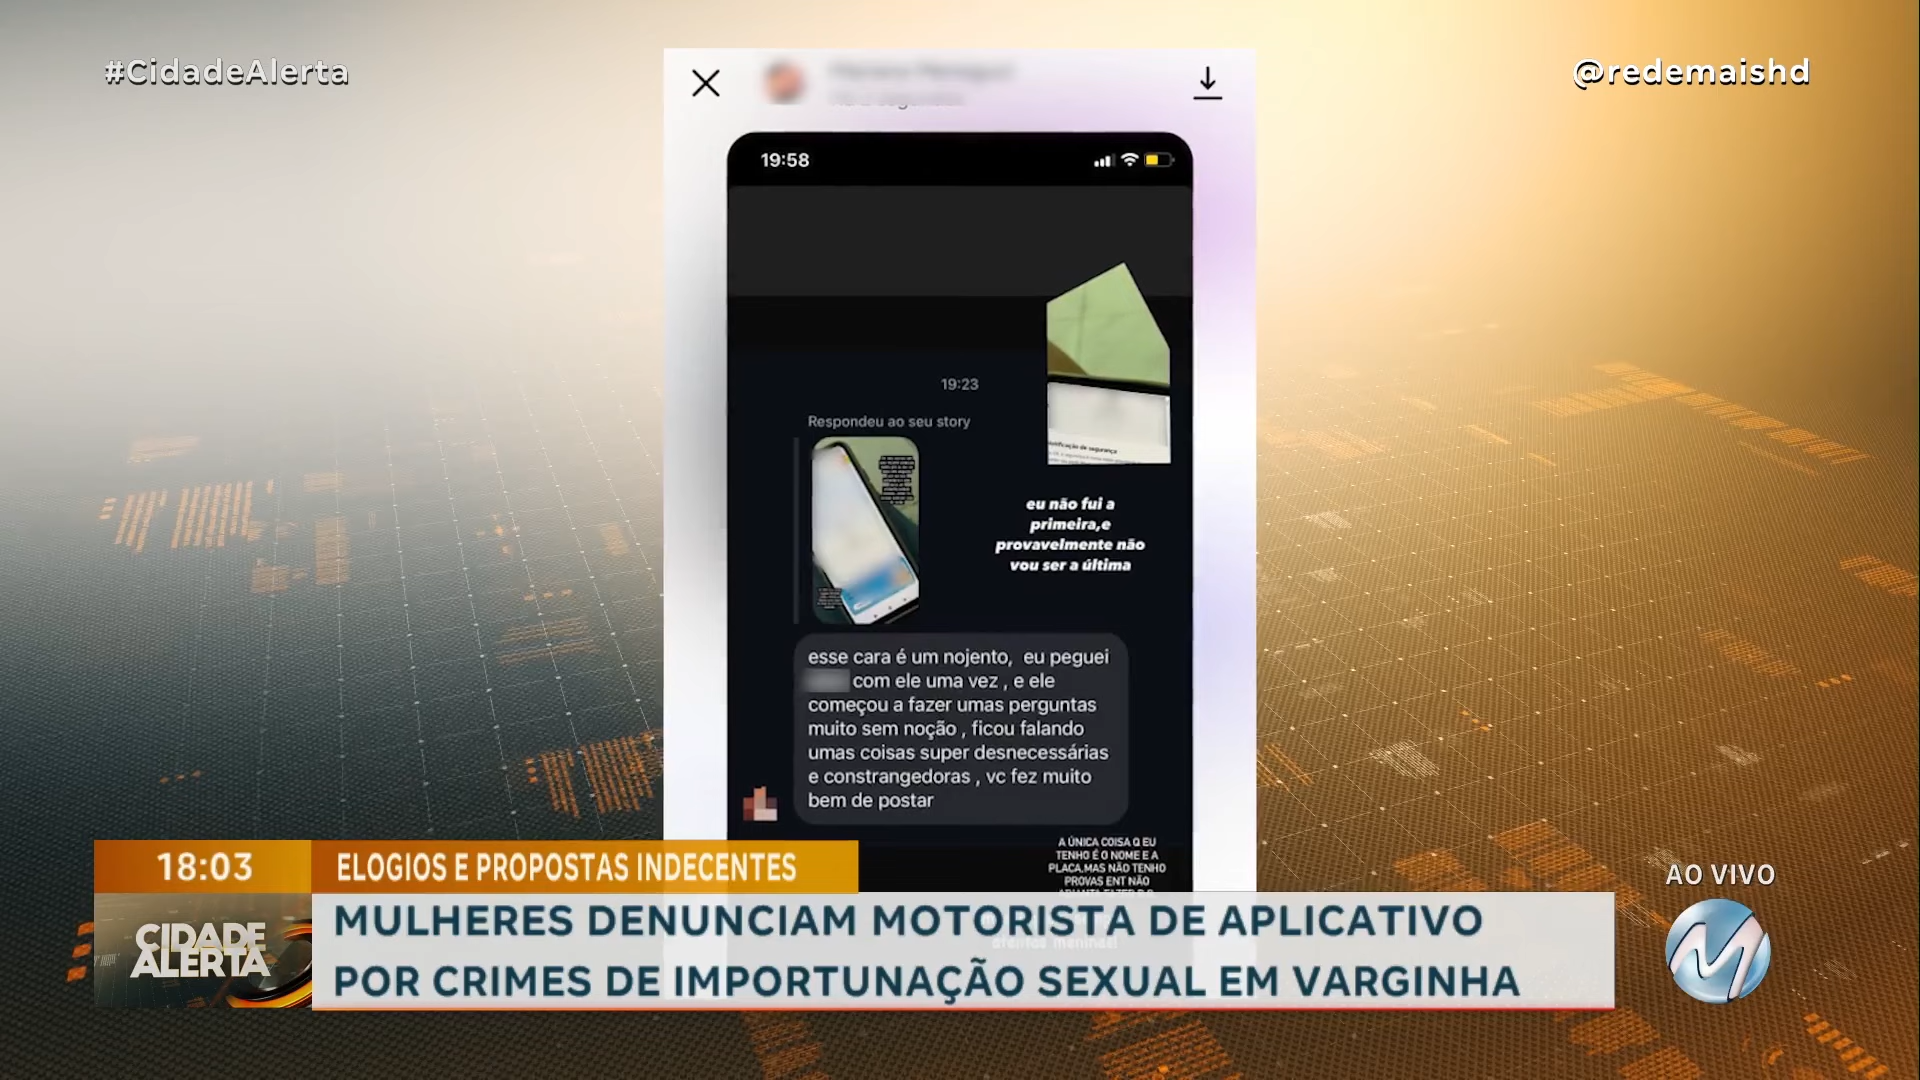 #CidadeAlerta
@redemaishd
19:58
19:23
Respondeu ao seu story
eu não fui a
primeira,e
provavelmente não
vou ser a última
esse cara é um nojento, eu peguei
com ele uma vez , e ele
começou a fazer umas perguntas
muito sem noção , ficou falando
umas coisas super desnecessárias
e constrangedoras , vc fez muito
bem de postar
A ÚNICA COISA Q EU
TENHO É O NOME E A
PLACA,MAS NÃO TENHO
PROVAS ENT NÃO
18:03
ELOGIOS E PROPOSTAS INDECENTES
CIDADE
ALERTA
MULHERES DENUNCIAM MOTORISTA DE APLICATIVO
POR CRIMES DE IMPORTUNAÇÃO SEXUAL EM VARGINHA
AO VIVO
M